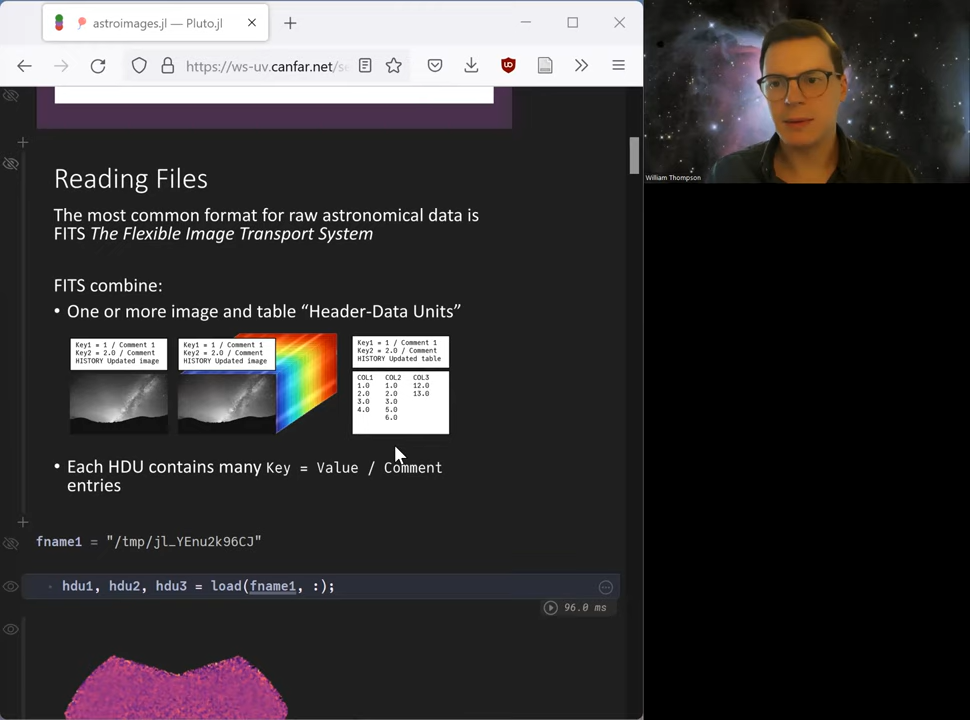 astroimages.jl — Pluto.jl
https://ws-uv.canfar.net/se
William Thompson
Reading Files
The most common format for raw astronomical data is
FITS The Flexible Image Transport System
FITS combine:
• One or more image and table “Header-Data Units”
Key1 = 1 / Comment 1
Key2 = 2.0 / Comment
HISTORY Updated image
Key1 = 1 / Comment 1
Key2 = 2.0 / Comment
HISTORY Updated image
Key1 = 1 / Comment 1
Key2 = 2.0 / Comment
HISTORY Updated table
COL1 COL2 COL3
1.0 1.0 12.0
2.0 2.0 13.0
3.0 3.0
4.0 5.0
6.0
• Each HDU contains many Key = Value / Comment
entries
fname1 = "/tmp/jl_YEnu2k96CJ"
hdu1, hdu2, hdu3 = load(fname1, :);
96.0 ms